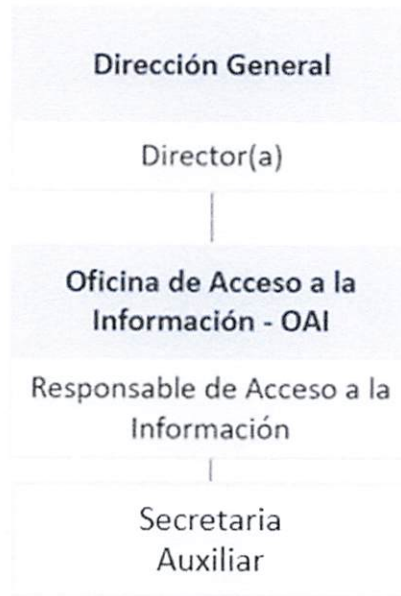 Dirección General
Director(a)
Oficina de Acceso a la
Información - OAI
Responsable de Acceso a la
Información
Secretaria
Auxiliar